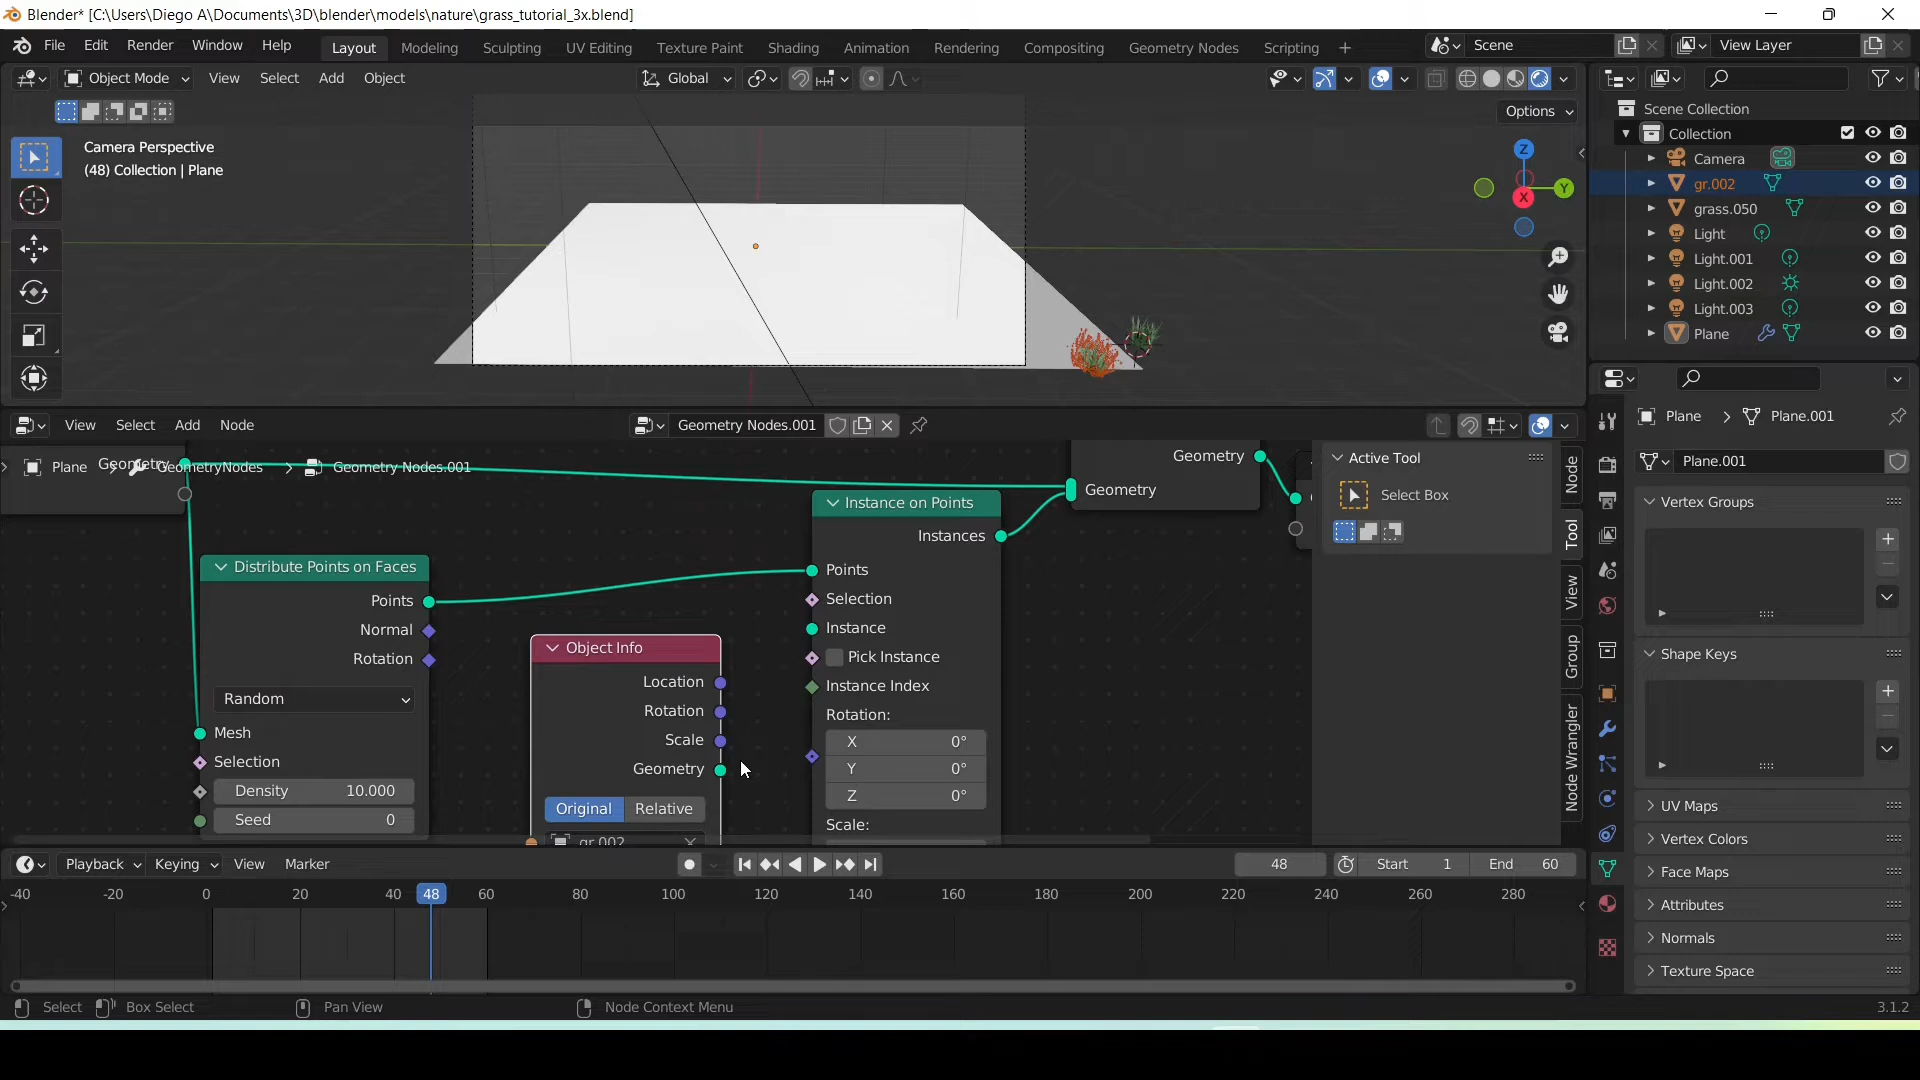 Blender* [C:\Users\Diego A\Documents\3D\blender\models\nature\grass_tutorial_3x.blend]
File Edit Render Window Help Layout Modeling Sculpting UV Editing Texture Paint Shading Animation Rendering Compositing Geometry Nodes Scripting + Scene View Layer
Object Mode View Select Add Object Global
Options
Camera Perspective
(48) Collection | Plane
Z
Y
X
Scene Collection
Collection
Camera
gr.002
grass.050
Light
Light.001
Light.002
Light.003
Plane
View Select Add Node Geometry Nodes.001
Plane GeometryNodes Geometry Nodes.001
Geometry
Distribute Points on Faces
Points
Normal
Rotation
Random
Mesh
Selection
Density 10.000
Seed 0
Object Info
Location
Rotation
Scale
Geometry
Original Relative
gr.002
Instance on Points
Instances
Points
Selection
Instance
Pick Instance
Instance Index
Rotation:
X 0°
Y 0°
Z 0°
Scale:
Geometry
Geometry
Active Tool
Select Box
Node
Tool
View
Group
Node Wrangler
Plane Plane.001
Plane.001
Vertex Groups
Shape Keys
UV Maps
Vertex Colors
Face Maps
Attributes
Normals
Texture Space
Playback Keying View Marker 48 Start 1 End 60
-40 -20 0 20 40 48 60 80 100 120 140 160 180 200 220 240 260 280
Select Box Select Pan View Node Context Menu 3.1.2